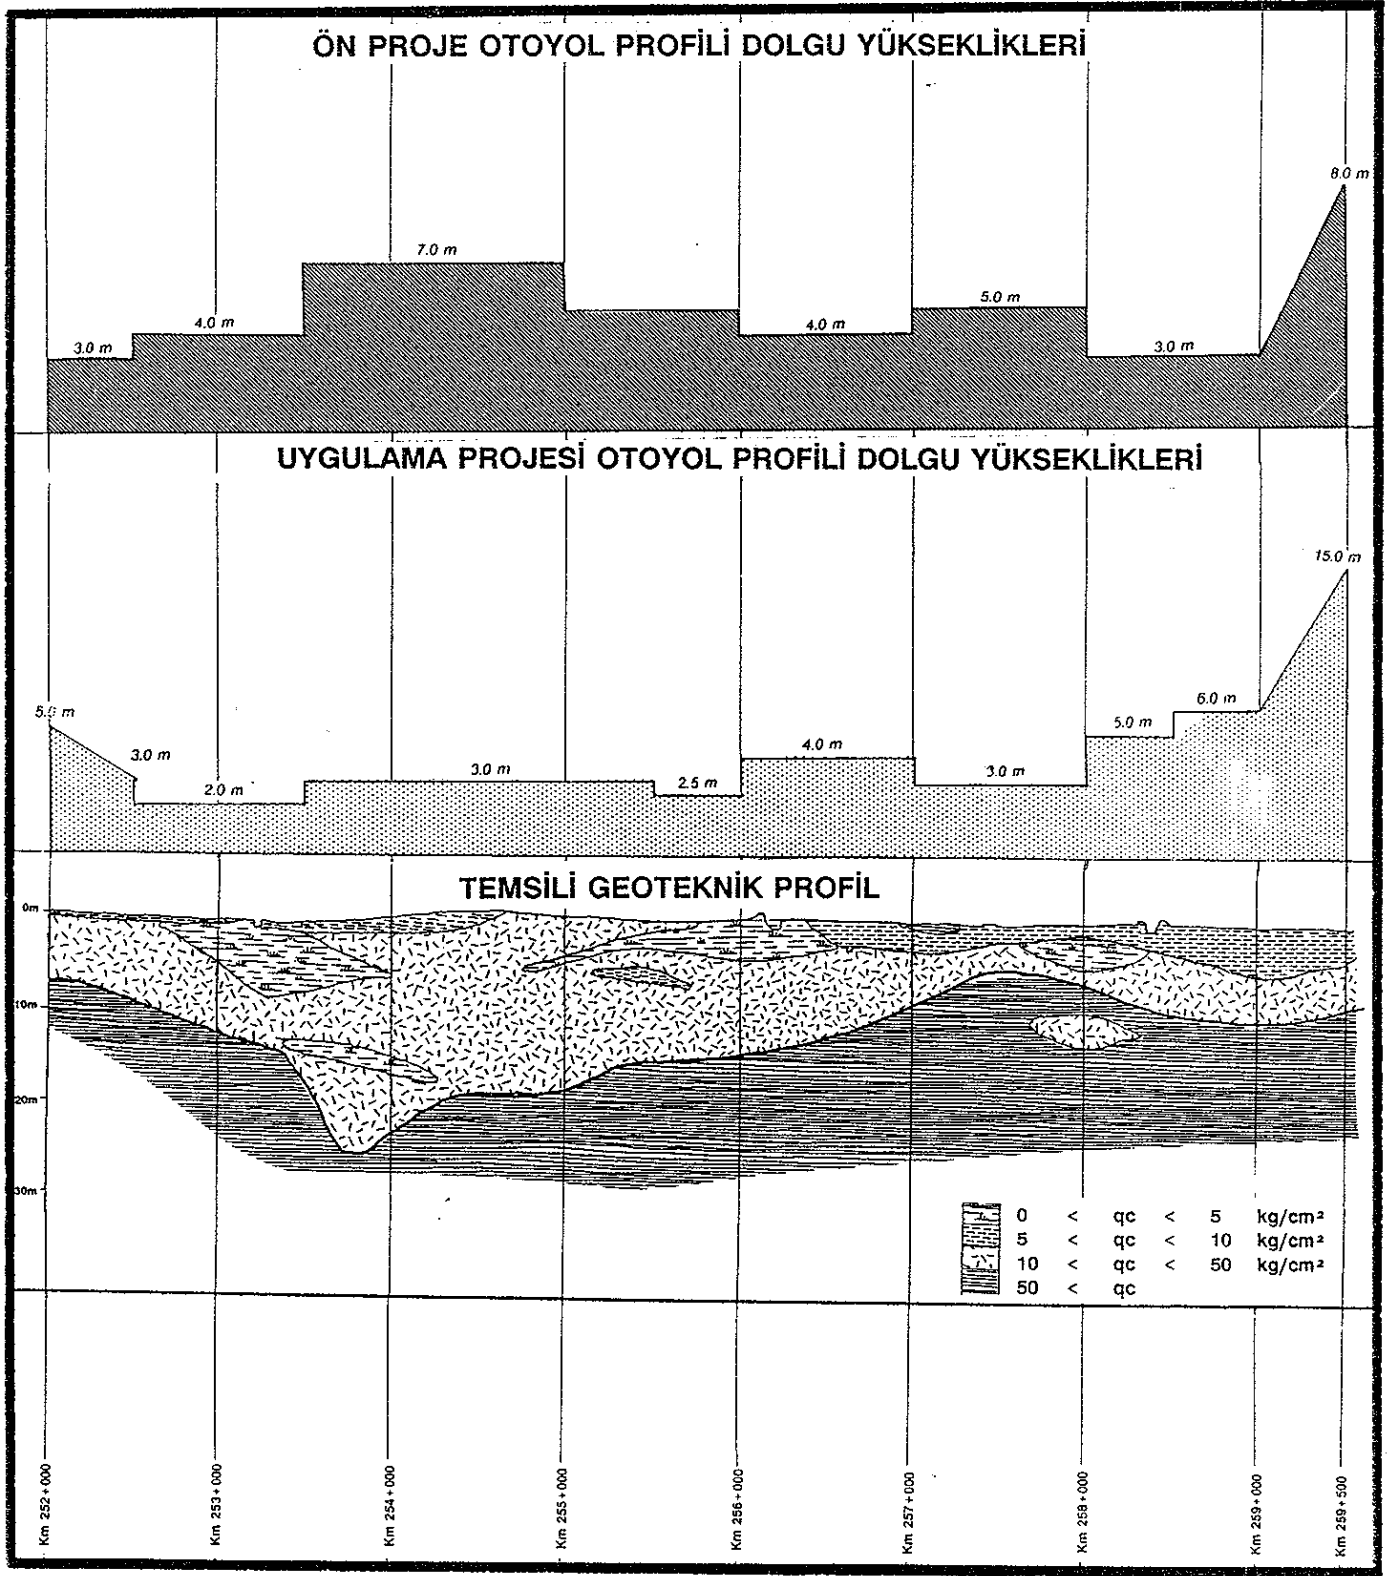 ÖN PROJE OTOYOL PROFİLİ DOLGU YÜKSEKLİKLERİ
8.0 m
7.0 m
5.0 m
4.0 m
4.0 m
3.0 m
3.0 m
UYGULAMA PROJESİ OTOYOL PROFİLİ DOLGU YÜKSEKLİKLERİ
15.0 m
5.0 m
6.0 m
5.0 m
4.0 m
3.0 m
3.0 m
3.0 m
2.5 m
2.0 m
TEMSİLİ GEOTEKNİK PROFİL
0m
10m
20m
30m
0 < qc < 5 kg/cm²
5 < qc < 10 kg/cm²
10 < qc < 50 kg/cm²
50 < qc
Km 252+000
Km 253+000
Km 254+000
Km 255+000
Km 256+000
Km 257+000
Km 258+000
Km 259+000
Km 259+500